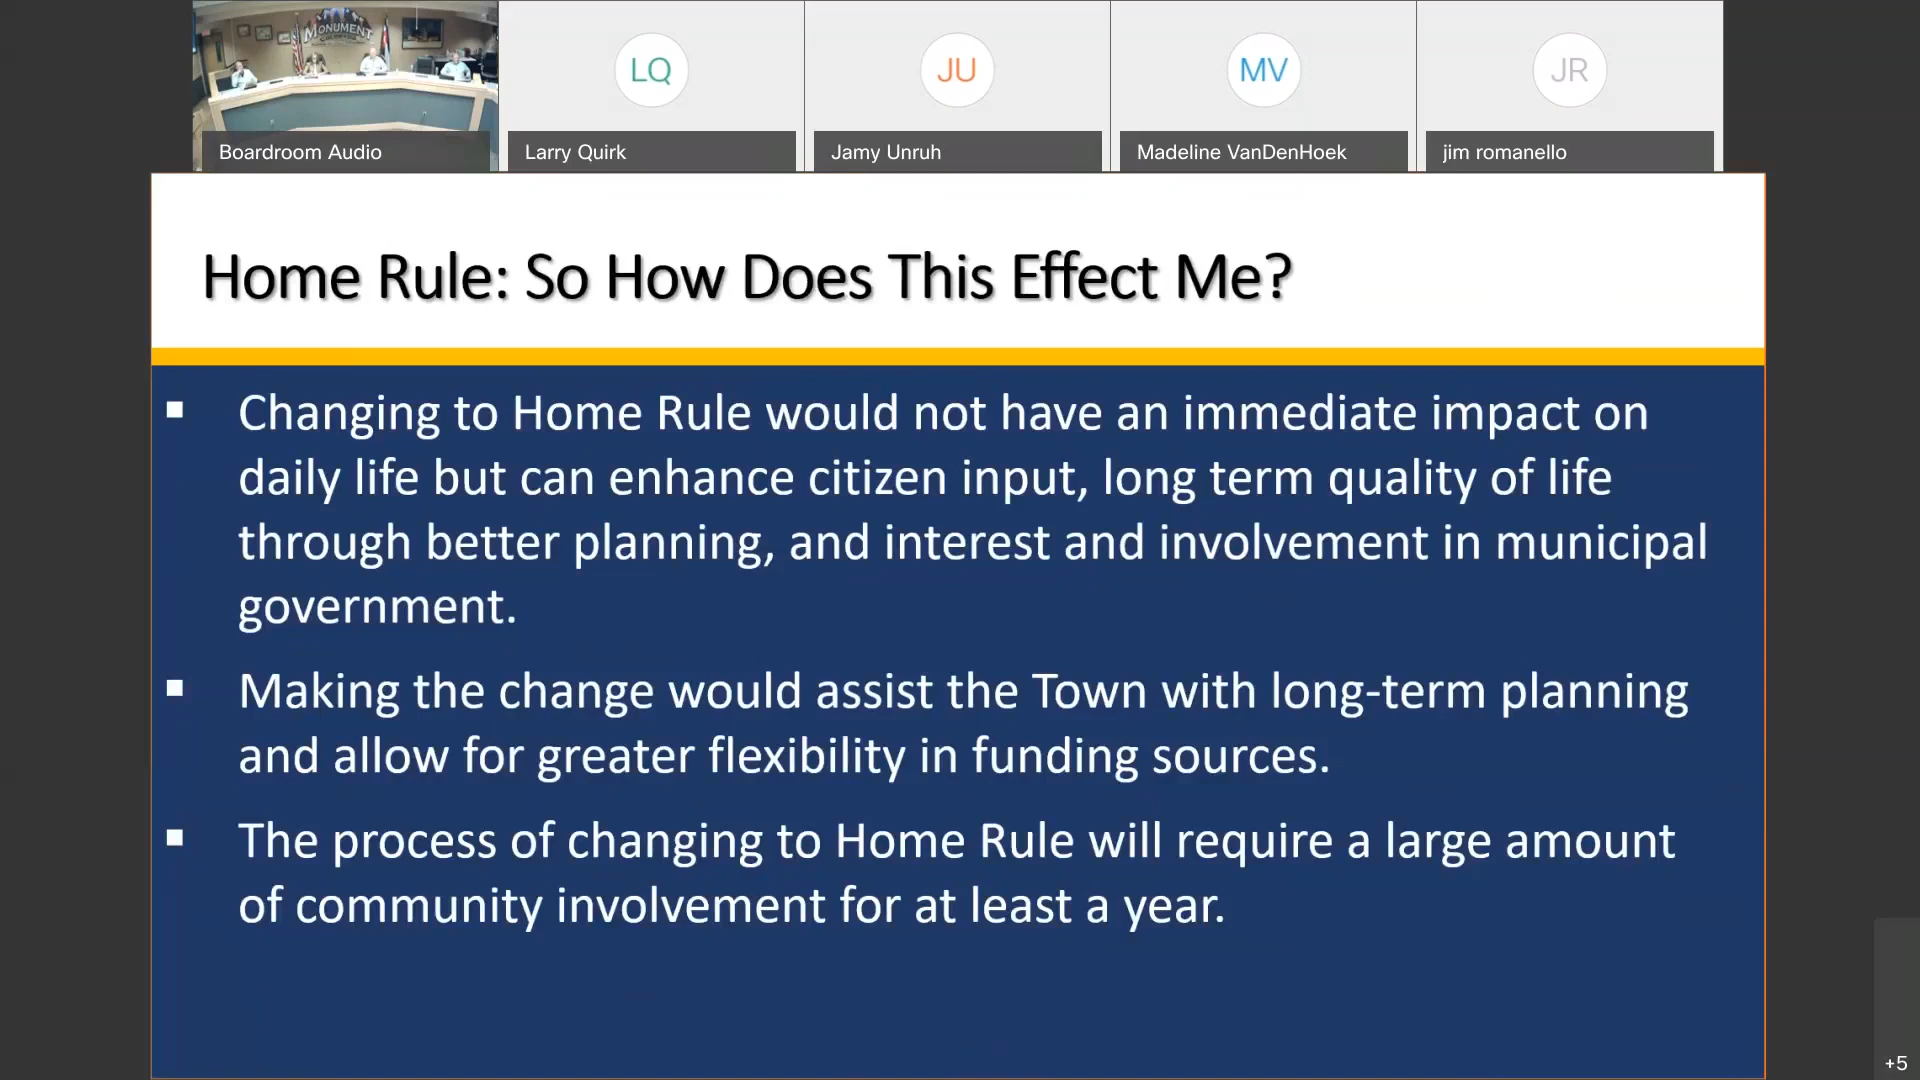 MONUMENT
LQ
JU
MV
JR
Boardroom Audio
Larry Quirk
Jamy Unruh
Madeline VanDenHoek
jim romanello
Home Rule: So How Does This Effect Me?
▪ Changing to Home Rule would not have an immediate impact on
daily life but can enhance citizen input, long term quality of life
through better planning, and interest and involvement in municipal
government.
▪ Making the change would assist the Town with long-term planning
and allow for greater flexibility in funding sources.
▪ The process of changing to Home Rule will require a large amount
of community involvement for at least a year.
+5